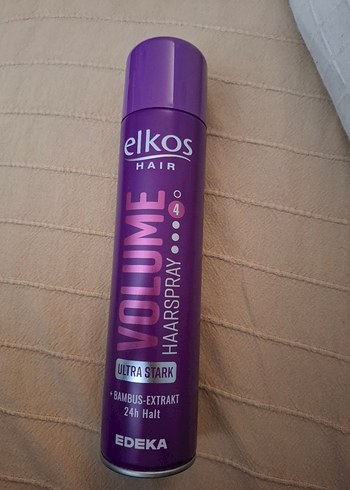 elkos
HAIR
VOLUME
HAARSPRAY
4
ULTRA STARK
+ BAMBUS-EXTRAKT
24h Halt
EDEKA